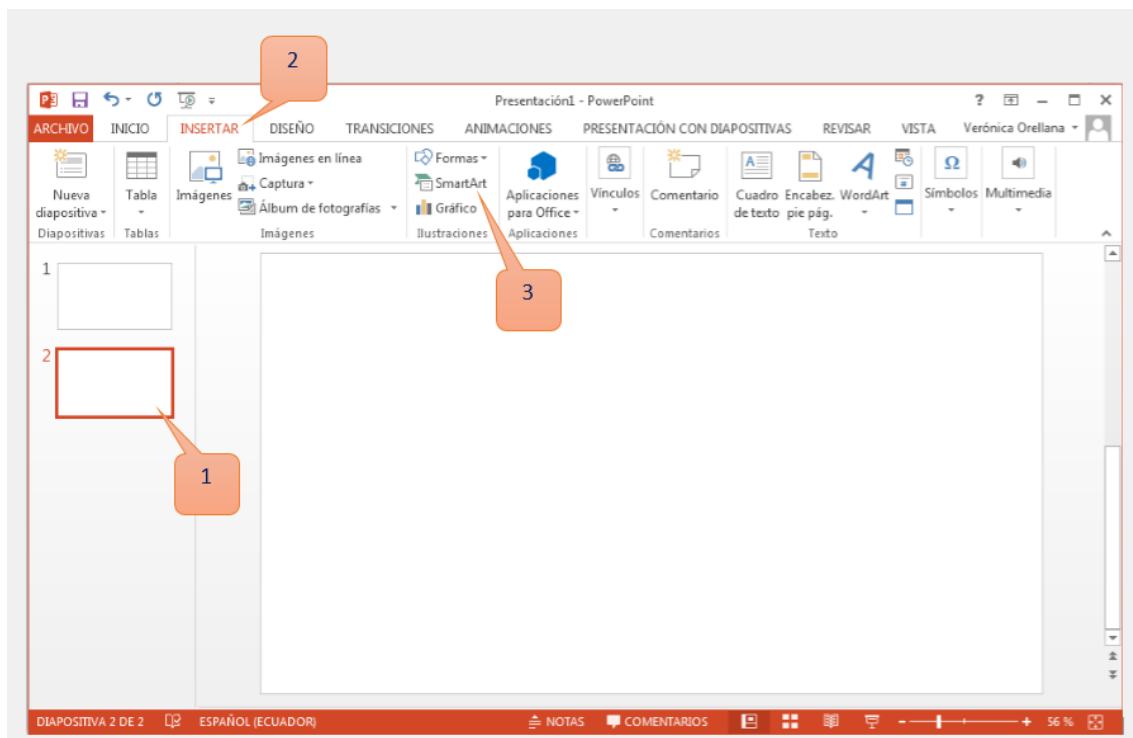 2
Presentación1 - PowerPoint
?
ARCHIVO INICIO INSERTAR DISEÑO TRANSICIONES ANIMACIONES PRESENTACIÓN CON DIAPOSITIVAS REVISAR VISTA Verónica Orellana
Imágenes en línea Formas
Captura SmartArt
Nueva Tabla Imágenes Aplicaciones Vínculos Comentario Cuadro Encabez. WordArt Símbolos Multimedia
diapositiva Álbum de fotografías Gráfico para Office de texto pie pág.
Diapositivas Tablas Imágenes Ilustraciones Aplicaciones Comentarios Texto
1
3
2
1
DIAPOSITIVA 2 DE 2 ESPAÑOL (ECUADOR) NOTAS COMENTARIOS 56 %